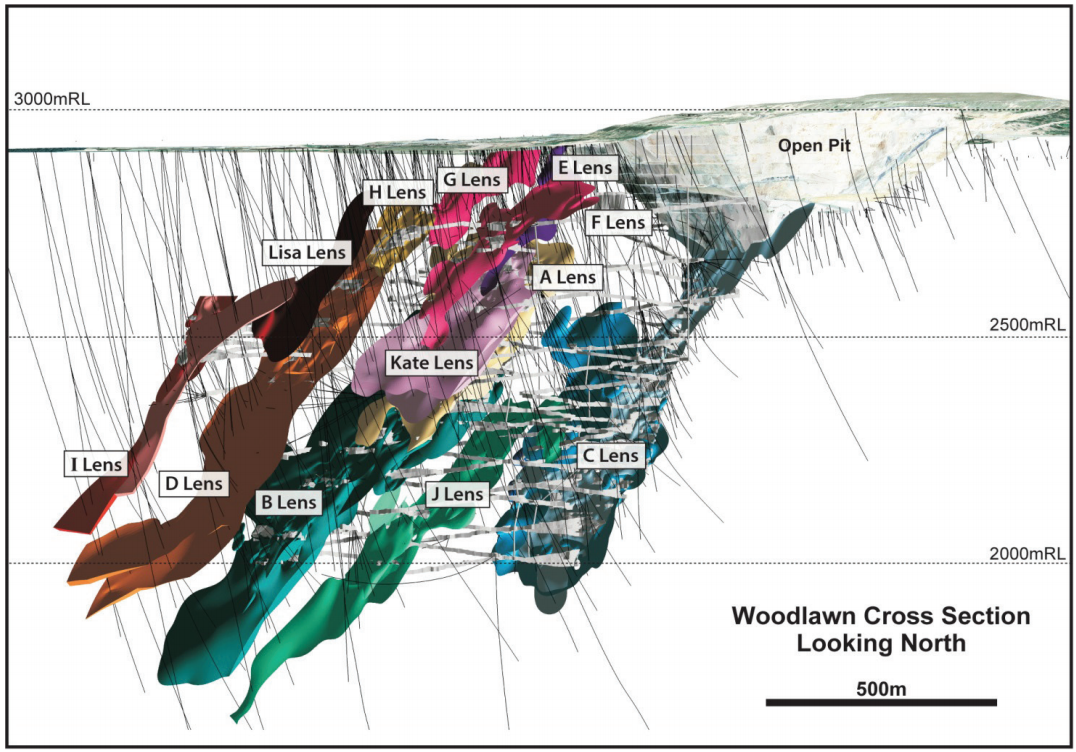 3000mRL
Open Pit
E Lens
G Lens
H Lens
F Lens
Lisa Lens
A Lens
2500mRL
Kate Lens
I Lens
C Lens
D Lens
J Lens
B Lens
2000mRL
Woodlawn Cross Section
Looking North
500m